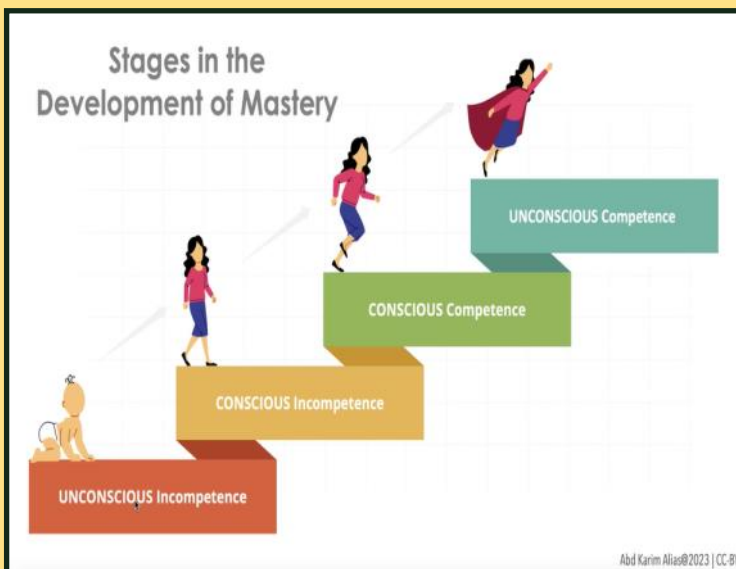 Stages in the
Development of Mastery
UNCONSCIOUS Competence
CONSCIOUS Competence
CONSCIOUS Incompetence
UNCONSCIOUS Incompetence
Abd Karim Alias@2023 | CC-BY